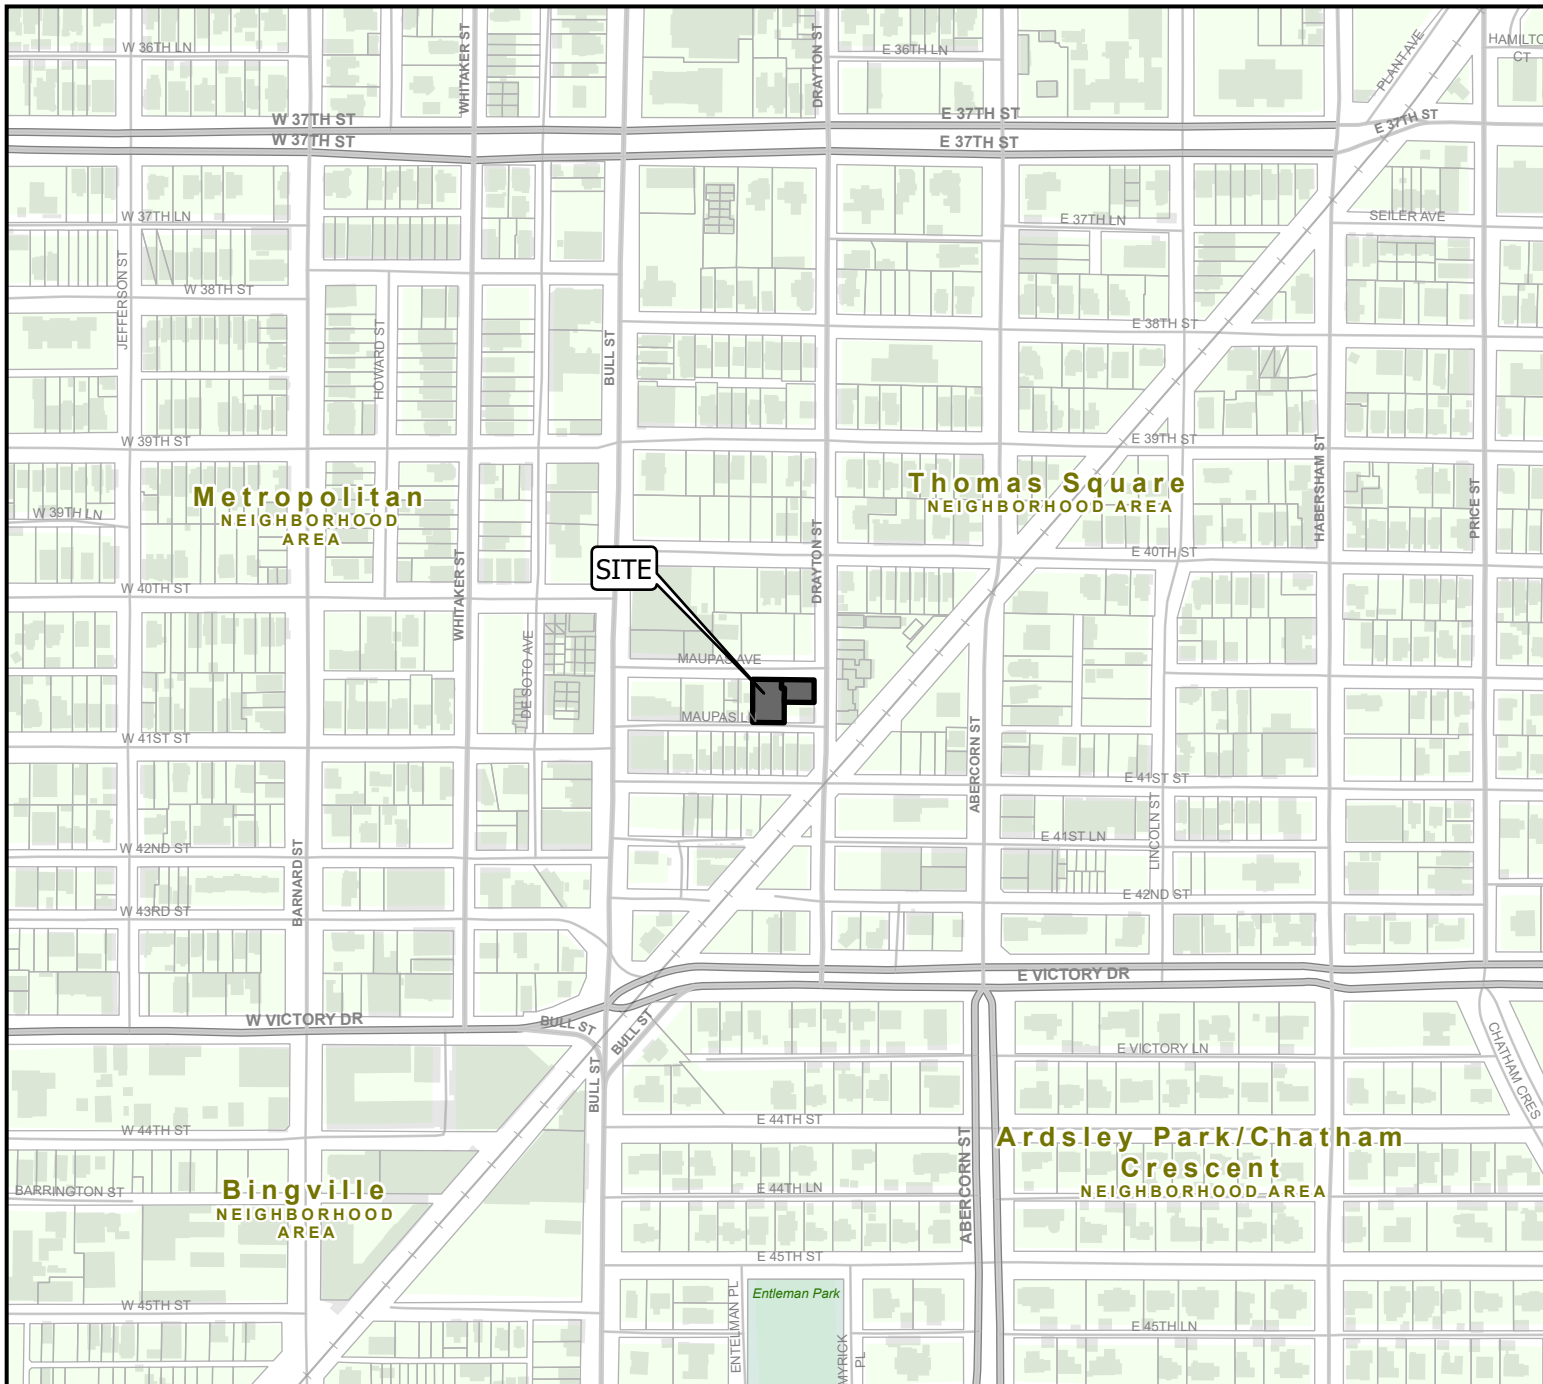 W 36TH LN
WHITAKER ST
DRAYTON ST
E 36TH LN
PLANT AVE
HAMILTO
CT
W 37TH ST
W 37TH ST
E 37TH ST
E 37TH ST
E 37TH ST
W 37TH LN
E 37TH LN
SEILER AVE
JEFFERSON ST
W 38TH ST
HOWARD ST
BULL ST
E 38TH ST
W 39TH ST
E 39TH ST
HABERSHAM ST
PRICE ST
Metropolitan
NEIGHBORHOOD
AREA
Thomas Square
NEIGHBORHOOD AREA
W 39TH LN
DRAYTON ST
E 40TH ST
SITE
W 40TH ST
WHITAKER ST
DE SOTO AVE
MAUPAS AVE
MAUPAS LN
W 41ST ST
ABERCORN ST
E 41ST ST
LINCOLN ST
E 41ST LN
W 42ND ST
BARNARD ST
E 42ND ST
W 43RD ST
E VICTORY DR
W VICTORY DR
BULL ST
BULL ST
BULL ST
E VICTORY LN
CHATHAM CRES
W 44TH ST
E 44TH ST
ABERCORN ST
Ardsley Park/Chatham
Crescent
NEIGHBORHOOD AREA
BARRINGTON ST
Bingville
NEIGHBORHOOD
AREA
E 44TH LN
E 45TH ST
W 45TH ST
ENTELMAN PL
Entleman Park
MYRICK
PL
E 45TH LN